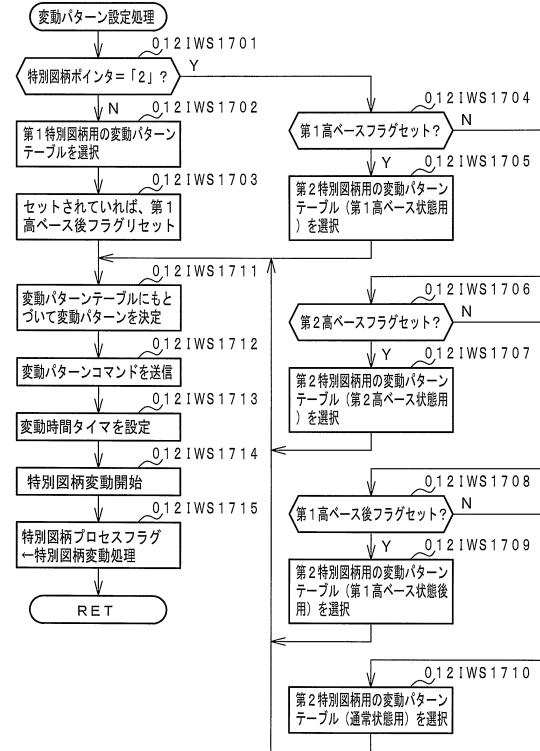 変動パターン設定処理
012IWS1701
特別図柄ポインタ=「2」?
Y
N
012IWS1702
第1特別図柄用の変動パターン
テーブルを選択
012IWS1703
セットされていれば、第1
高ベース後フラグリセット
012IWS1704
第1高ベースフラグセット?
N
Y
012IWS1705
第2特別図柄用の変動パターン
テーブル(第1高ベース状態用
)を選択
012IWS1706
第2高ベースフラグセット?
N
Y
012IWS1707
第2特別図柄用の変動パターン
テーブル(第2高ベース状態用
)を選択
012IWS1708
第1高ベース後フラグセット?
N
Y
012IWS1709
第2特別図柄用の変動パターン
テーブル(第1高ベース状態後
用)を選択
012IWS1710
第2特別図柄用の変動パターン
テーブル(通常状態用)を選択
012IWS1711
変動パターンテーブルにもと
づいて変動パターンを決定
012IWS1712
変動パターンコマンドを送信
012IWS1713
変動時間タイマを設定
012IWS1714
特別図柄変動開始
012IWS1715
特別図柄プロセスフラグ
←特別図柄変動処理
RET